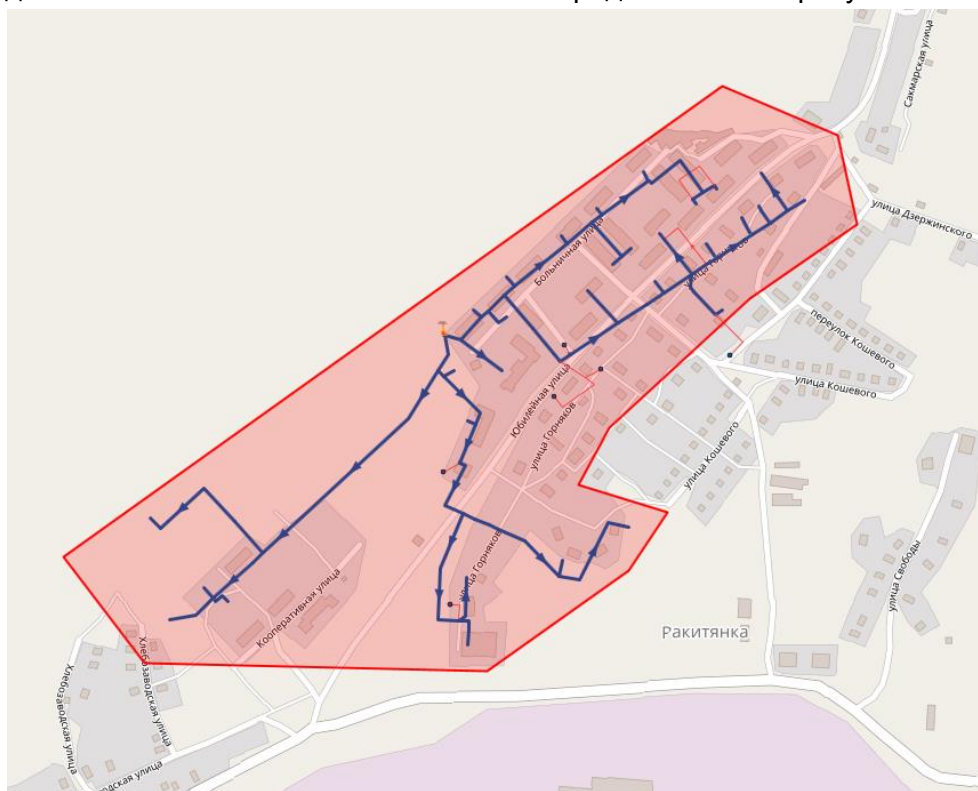 Сакмарская улица
улица Дзержинского
Больничная улица
переулок Кошевого
улица Кошевого
Юбилейная улица
улица Горняков
улица Кошевого
улица Горняков
улица Свободы
Кооперативная улица
Ракитянка
Хлебозаводская улица
Хлебозаводская улица